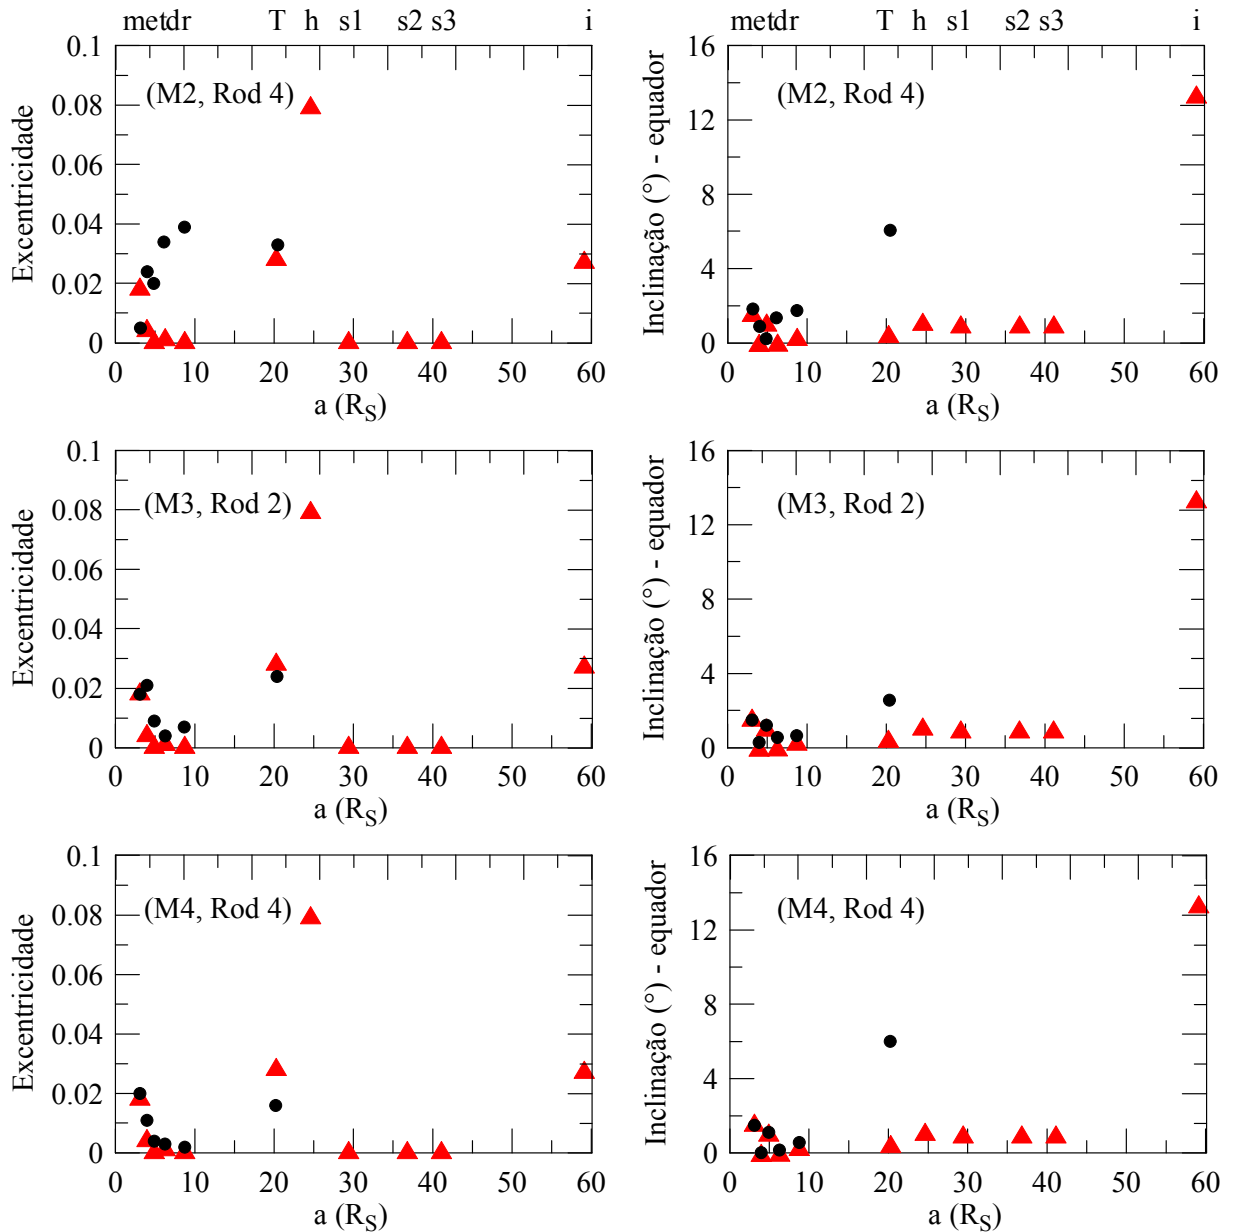 metdr T h s1 s2 s3 i
metdr T h s1 s2 s3 i
0.1
0.08
0.06
0.04
0.02
0
Excentricidade
(M2, Rod 4)
0 10 20 30 40 50 60
a (R_S)
16
12
8
4
0
Inclinação (°) - equador
(M2, Rod 4)
0 10 20 30 40 50 60
a (R_S)
0.1
0.08
0.06
0.04
0.02
0
Excentricidade
(M3, Rod 2)
0 10 20 30 40 50 60
a (R_S)
16
12
8
4
0
Inclinação (°) - equador
(M3, Rod 2)
0 10 20 30 40 50 60
a (R_S)
0.1
0.08
0.06
0.04
0.02
0
Excentricidade
(M4, Rod 4)
0 10 20 30 40 50 60
a (R_S)
16
12
8
4
0
Inclinação (°) - equador
(M4, Rod 4)
0 10 20 30 40 50 60
a (R_S)